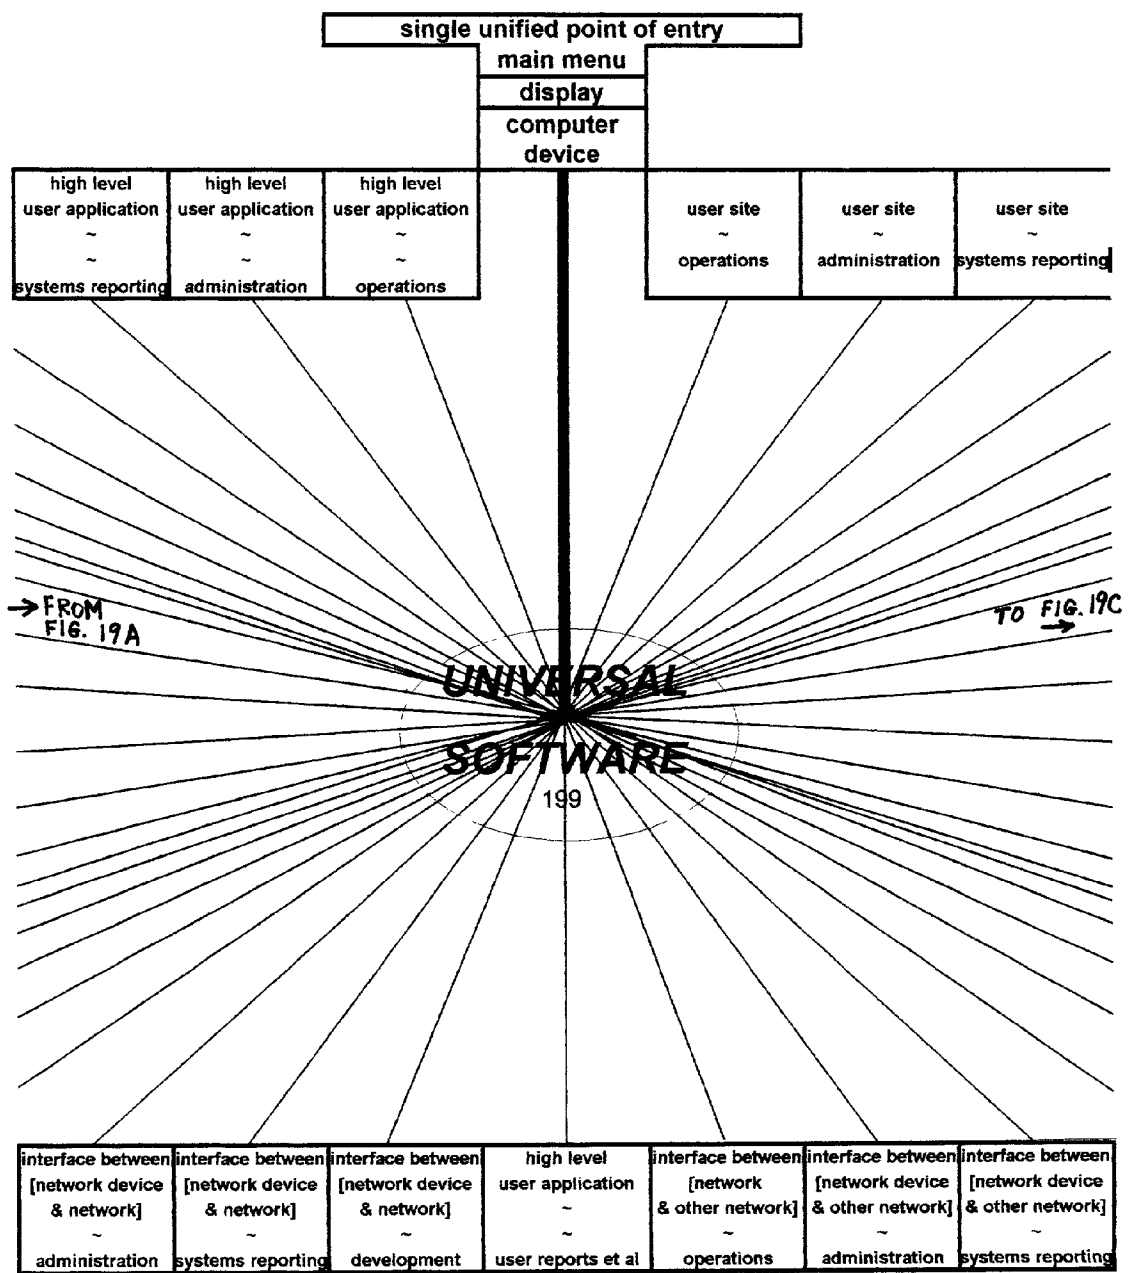 single unified point of entry
main menu
display
computer
device
high level
user application
~
~
systems reporting
high level
user application
~
~
administration
high level
user application
~
~
operations
user site
~
operations
user site
~
administration
user site
~
systems reporting
→ FROM
FIG. 19A
TO FIG. 19C
→
UNIVERSAL
SOFTWARE
199
interface between
[network device
& network]
~
administration
interface between
[network device
& network]
~
systems reporting
interface between
[network device
& network]
~
development
high level
user application
~
~
user reports et al
interface between
[network
& other network]
~
operations
interface between
[network device
& other network]
~
administration
interface between
[network device
& other network]
~
systems reporting